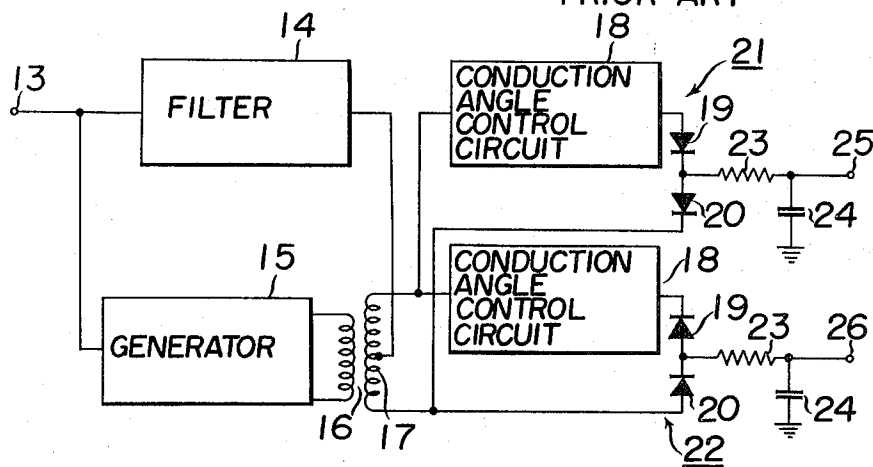 PRIOR ART
14
18
21
13
FILTER
CONDUCTION
ANGLE
CONTROL
CIRCUIT
19
23
25
20
24
15
GENERATOR
CONDUCTION
ANGLE
CONTROL
CIRCUIT
18
19
23
26
16
17
20
24
22